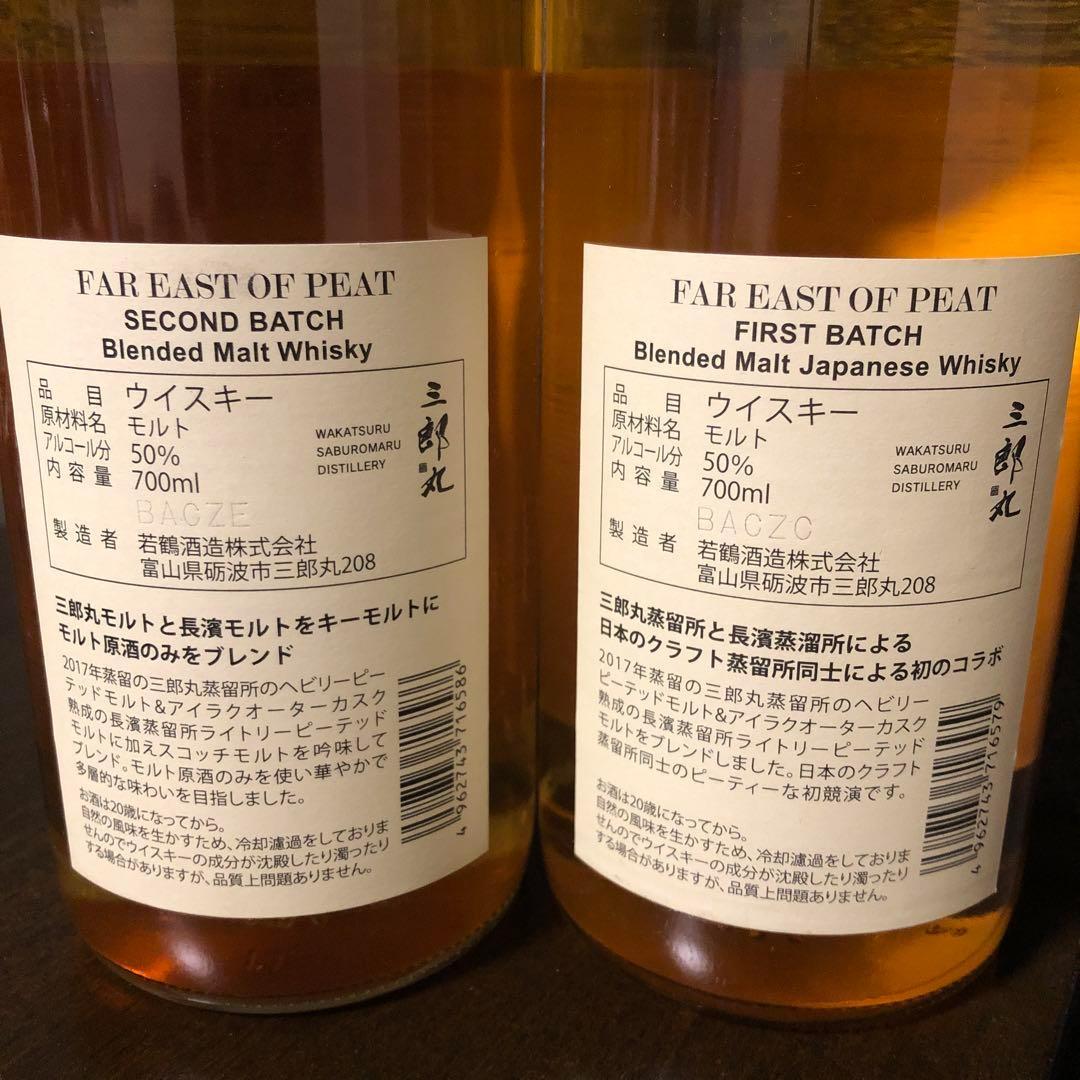 FAR EAST OF PEAT
SECOND BATCH
Blended Malt Whisky
品目 ウイスキー
原材料名 モルト
アルコール分 50%
内容量 700ml
WAKATSURU
SABUROMARU
DISTILLERY
三郎丸
BACZE
製造者 若鶴酒造株式会社
富山県砺波市三郎丸208
三郎丸モルトと長濱モルトをキーモルトに
モルト原酒のみをブレンド
2017年蒸留の三郎丸蒸留所のヘビリーピー
テッドモルト&アイラクオーターカスク
熟成の長濱蒸留所ライトリーピーテッド
モルトに加えスコッチモルトを吟味して
ブレンド。モルト原酒のみを使い華やかで
多層的な味わいを目指しました。
お酒は20歳になってから。
自然の風味を生かすため、冷却濾過をしておりま
せんのでウイスキーの成分が沈殿したり濁ったり
する場合がありますが、品質上問題ありません。
4 962743 716586
FAR EAST OF PEAT
FIRST BATCH
Blended Malt Japanese Whisky
品目 ウイスキー
原材料名 モルト
アルコール分 50%
内容量 700ml
WAKATSURU
SABUROMARU
DISTILLERY
三郎丸
BACZC
製造者 若鶴酒造株式会社
富山県砺波市三郎丸208
三郎丸蒸留所と長濱蒸溜所による
日本のクラフト蒸留所同士による初のコラボ
2017年蒸留の三郎丸蒸留所のヘビリー
ピーテッドモルト&アイラクオーターカスク
熟成の長濱蒸留所ライトリーピーテッド
モルトをブレンドしました。日本のクラフト
蒸留所同士のピーティーな初競演です。
お酒は20歳になってから。
自然の風味を生かすため、冷却濾過をしておりま
せんのでウイスキーの成分が沈殿したり濁ったり
する場合がありますが、品質上問題ありません。
4 962743 716579